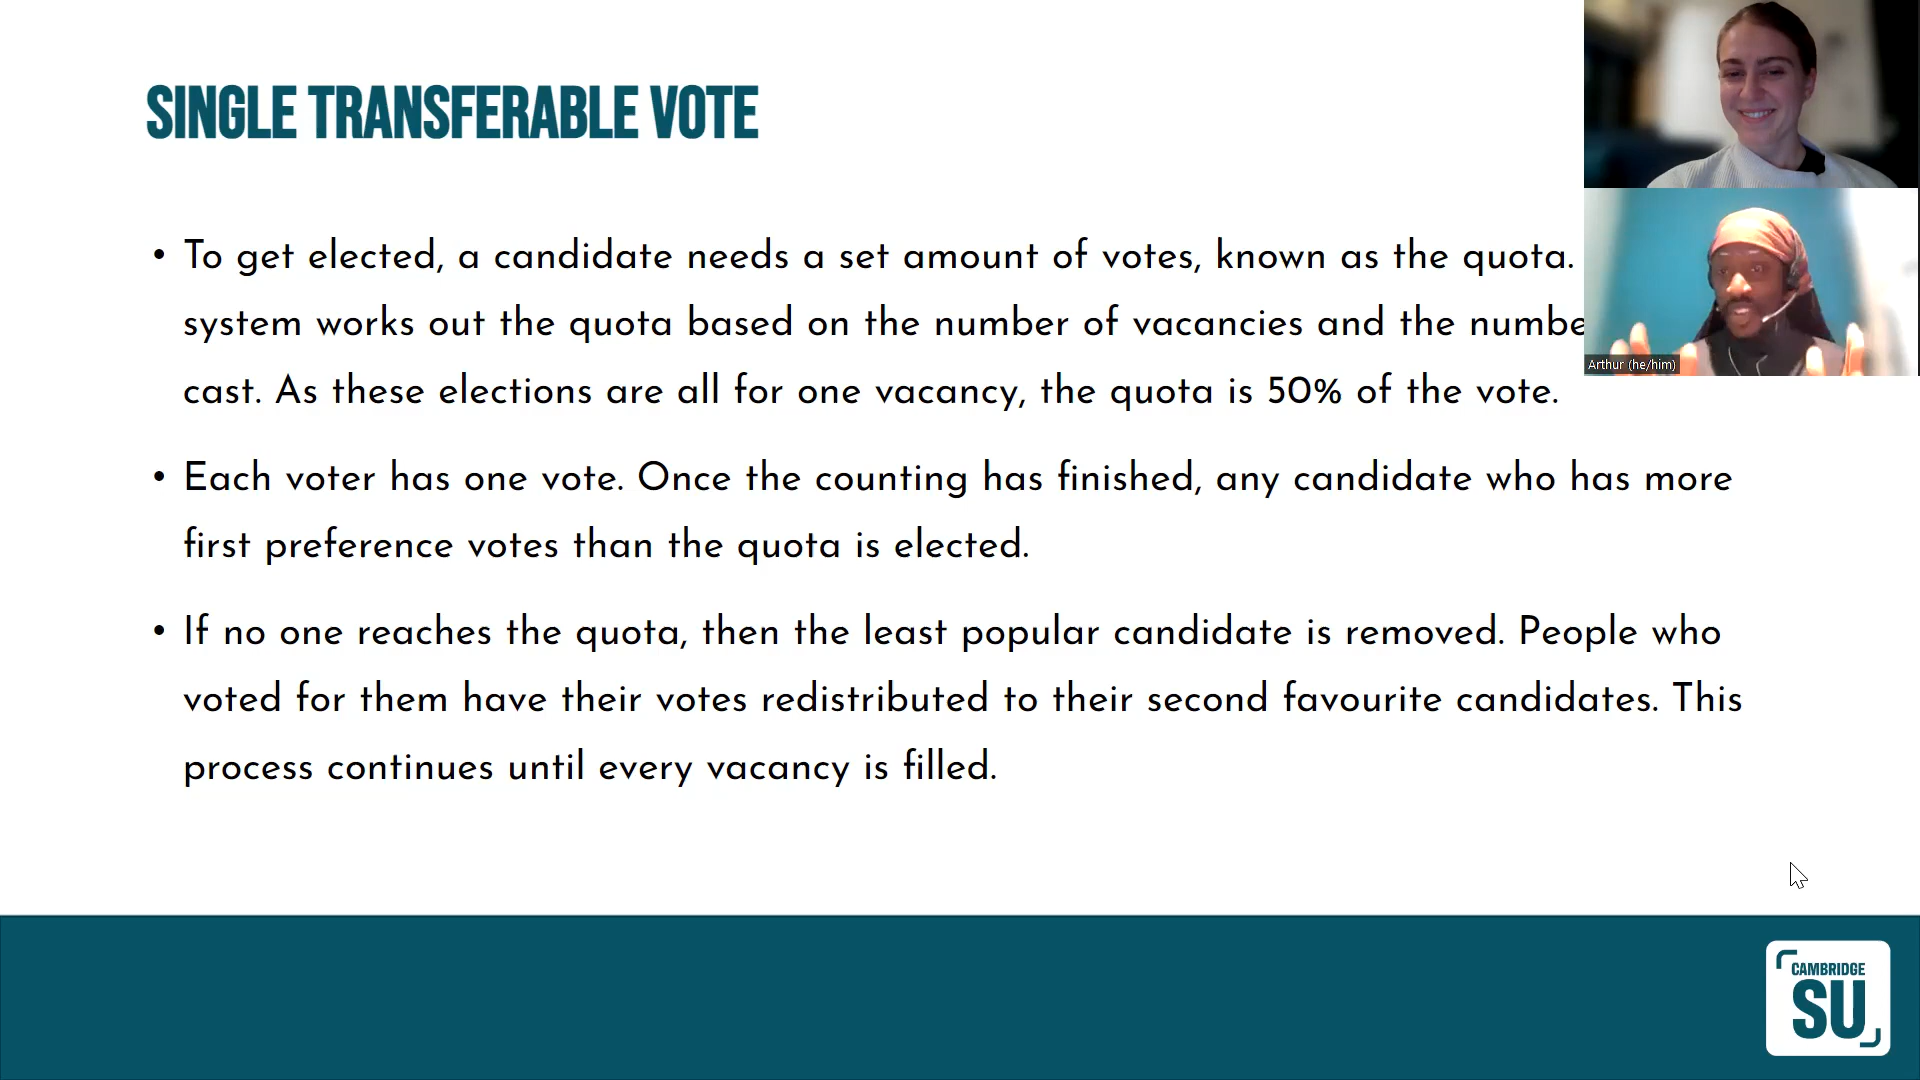 SINGLE TRANSFERABLE VOTE
• To get elected, a candidate needs a set amount of votes, known as the quota.
system works out the quota based on the number of vacancies and the numbe
cast. As these elections are all for one vacancy, the quota is 50% of the vote.
• Each voter has one vote. Once the counting has finished, any candidate who has more
first preference votes than the quota is elected.
• If no one reaches the quota, then the least popular candidate is removed. People who
voted for them have their votes redistributed to their second favourite candidates. This
process continues until every vacancy is filled.
Arthur (he/him)
CAMBRIDGE
SU